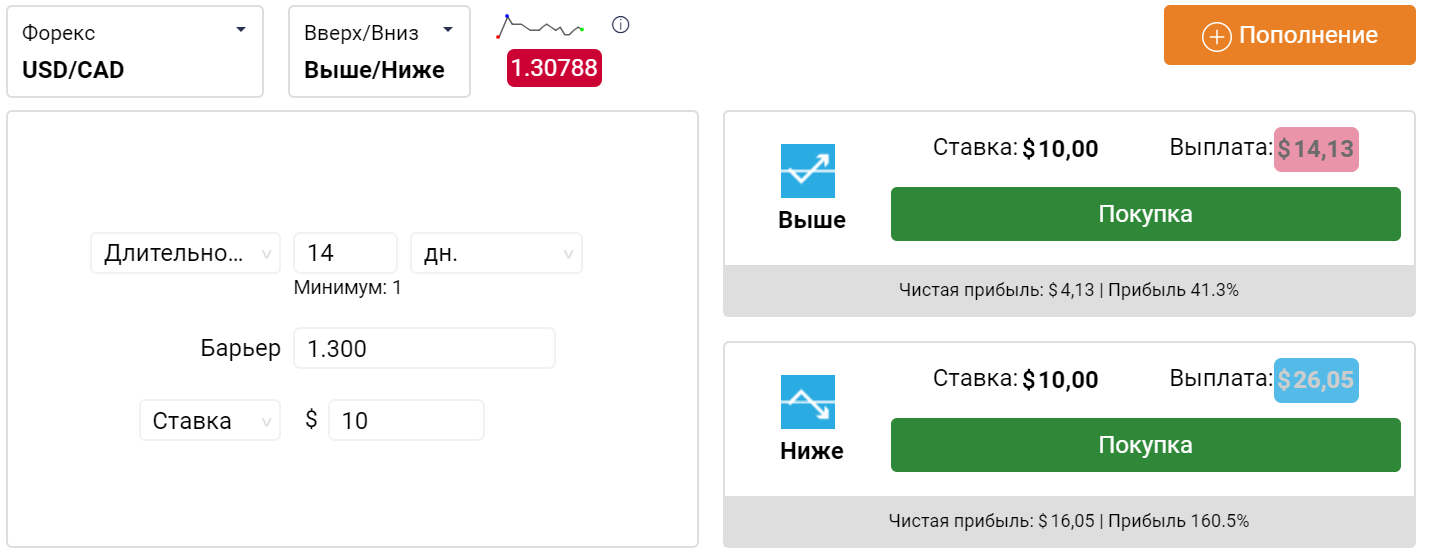 Форекс
USD/CAD
Вверх/Вниз
Выше/Ниже
1.30788
Пополнение
Длительно...
14
дн.
Минимум: 1
Барьер
1.300
Ставка
$
10
Ставка: $10,00
Выплата: $14,13
Выше
Покупка
Чистая прибыль: $4,13 | Прибыль 41.3%
Ставка: $10,00
Выплата: $26,05
Ниже
Покупка
Чистая прибыль: $16,05 | Прибыль 160.5%